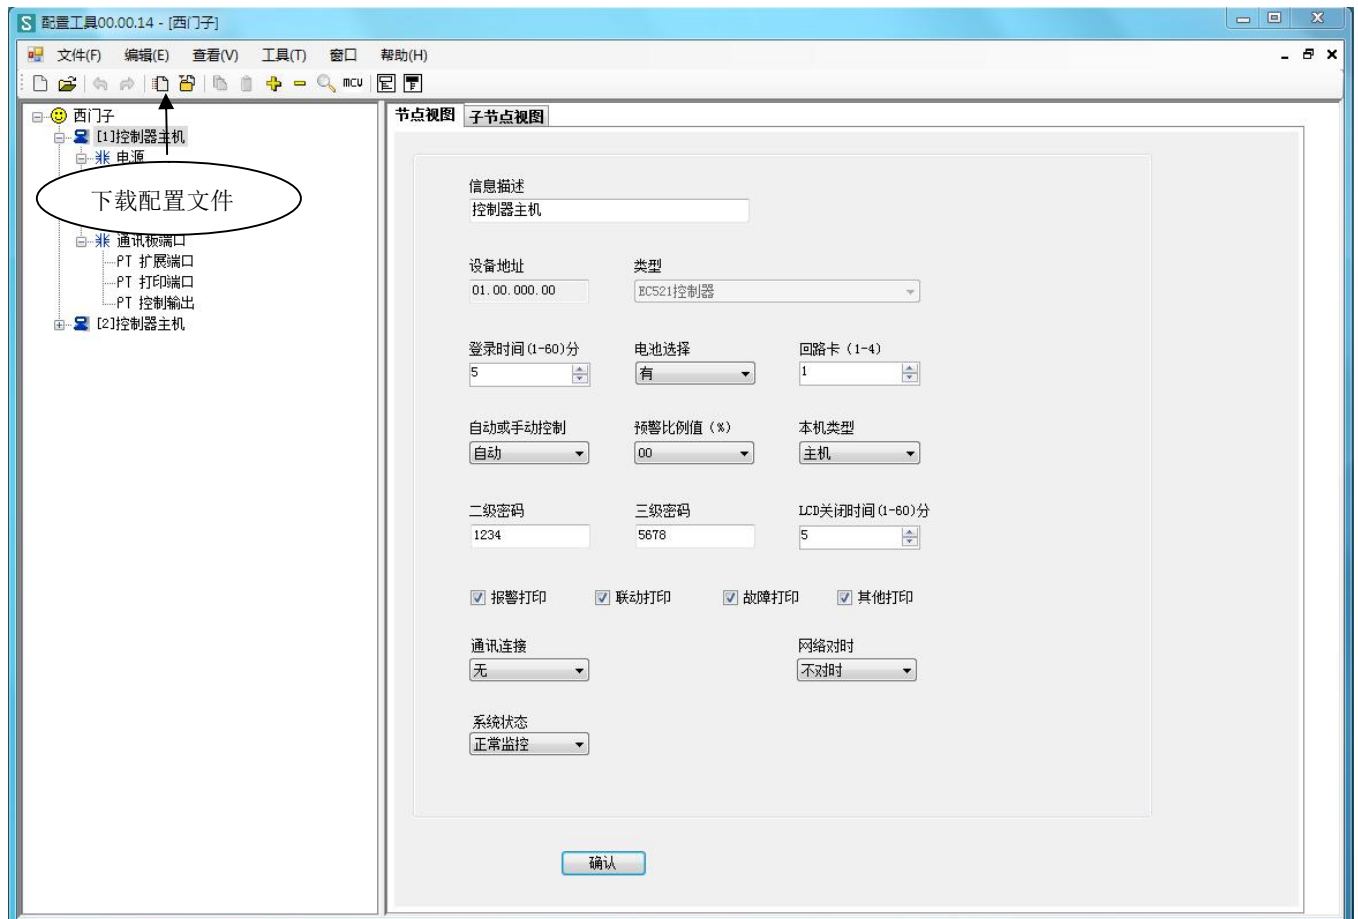 S 配置工具00.00.14 - [西门子]
文件(F) 编辑(E) 查看(V) 工具(T) 窗口 帮助(H)
MCU
西门子
[1]控制器主机
电源
下载配置文件
通讯板端口
PT 扩展端口
PT 打印端口
PT 控制输出
[2]控制器主机
节点视图 子节点视图
信息描述
控制器主机
设备地址 类型
01.00.000.00 EC521控制器
登录时间(1-60)分 电池选择 回路卡（1-4）
5 有 1
自动或手动控制 预警比例值（%） 本机类型
自动 00 主机
二级密码 三级密码 LCD关闭时间(1-60)分
1234 5678 5
报警打印 联动打印 故障打印 其他打印
通讯连接 网络对时
无 不对时
系统状态
正常监控
确认